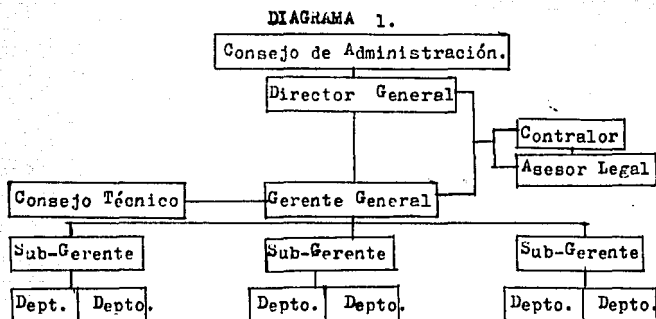 DIAGRAMA 1.
Consejo de Administración.
Director General
Contralor
Asesor Legal
Consejo Técnico Gerente General
Sub-Gerente Sub-Gerente Sub-Gerente
Dept. Depto. Depto. Depto. Depto. Depto.